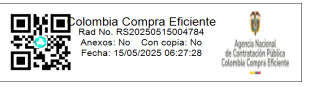 Colombia Compra Eficiente
Rad No. RS20250515004784
Anexos: No Con copia: No
Fecha: 15/05/2025 06:27:28
Agencia Nacional
de Contratación Pública
Colombia Compra Eficiente